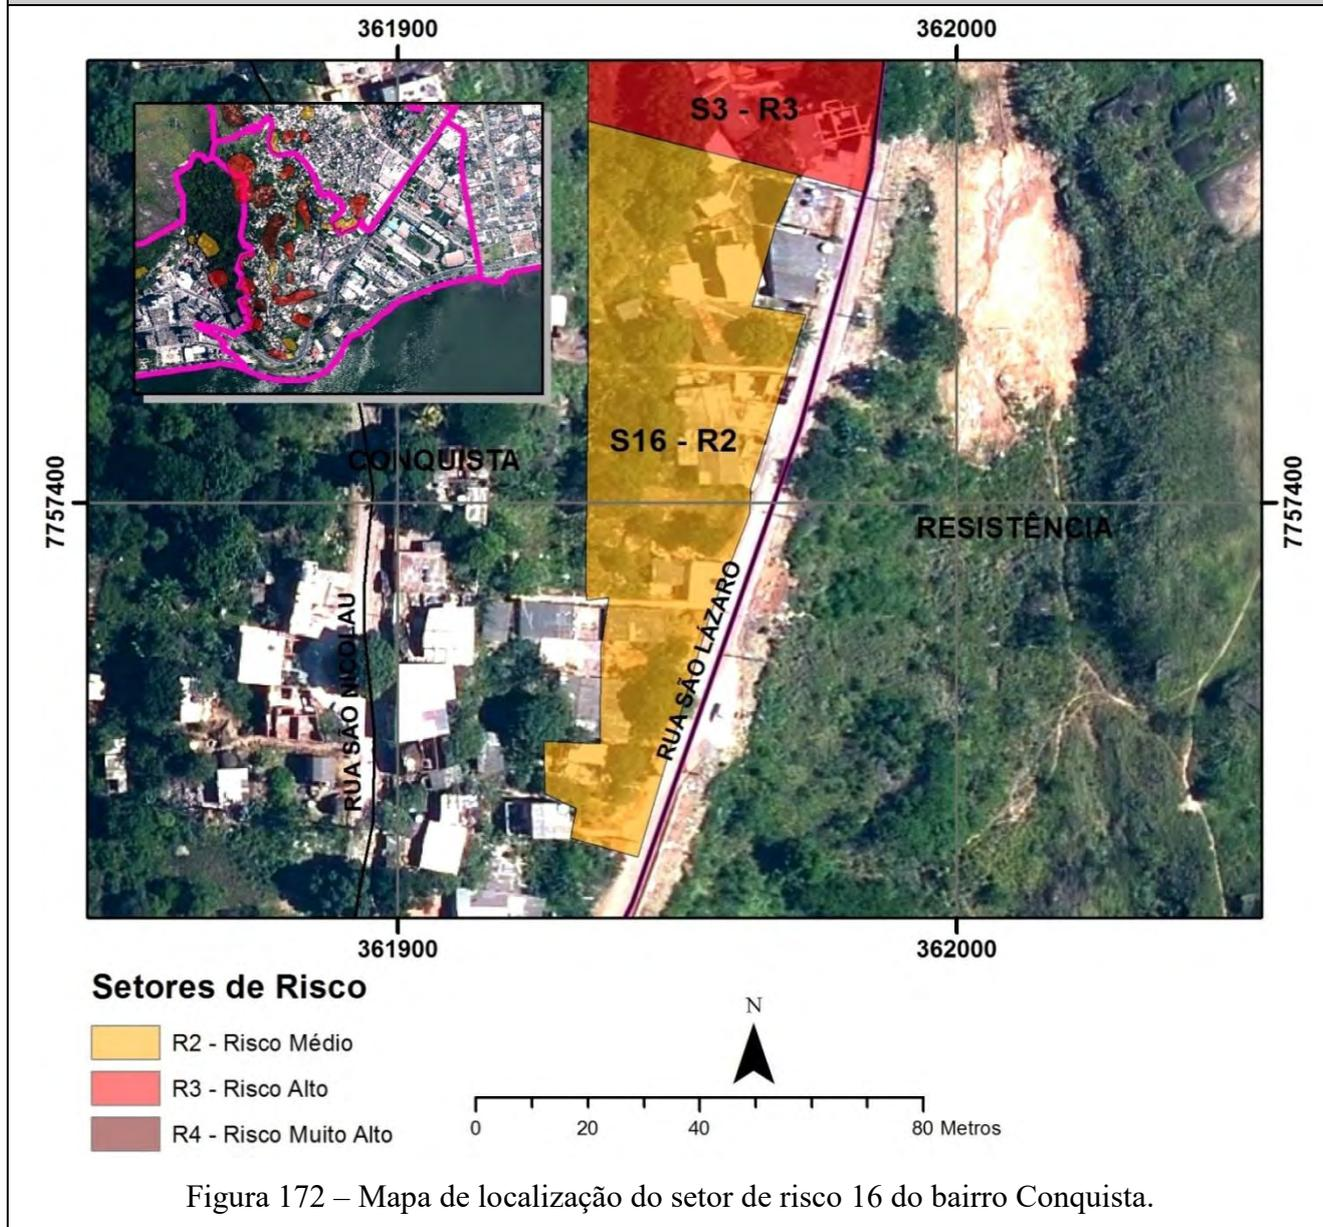 361900
362000
S3 - R3
S16 - R2
CONQUISTA
7757400
7757400
RESISTÊNCIA
RUA SÃO NICOLAU
RUA SÃO LÁZARO
361900
362000
Setores de Risco
R2 - Risco Médio
R3 - Risco Alto
R4 - Risco Muito Alto
N
0 20 40 80 Metros
Figura 172 – Mapa de localização do setor de risco 16 do bairro Conquista.